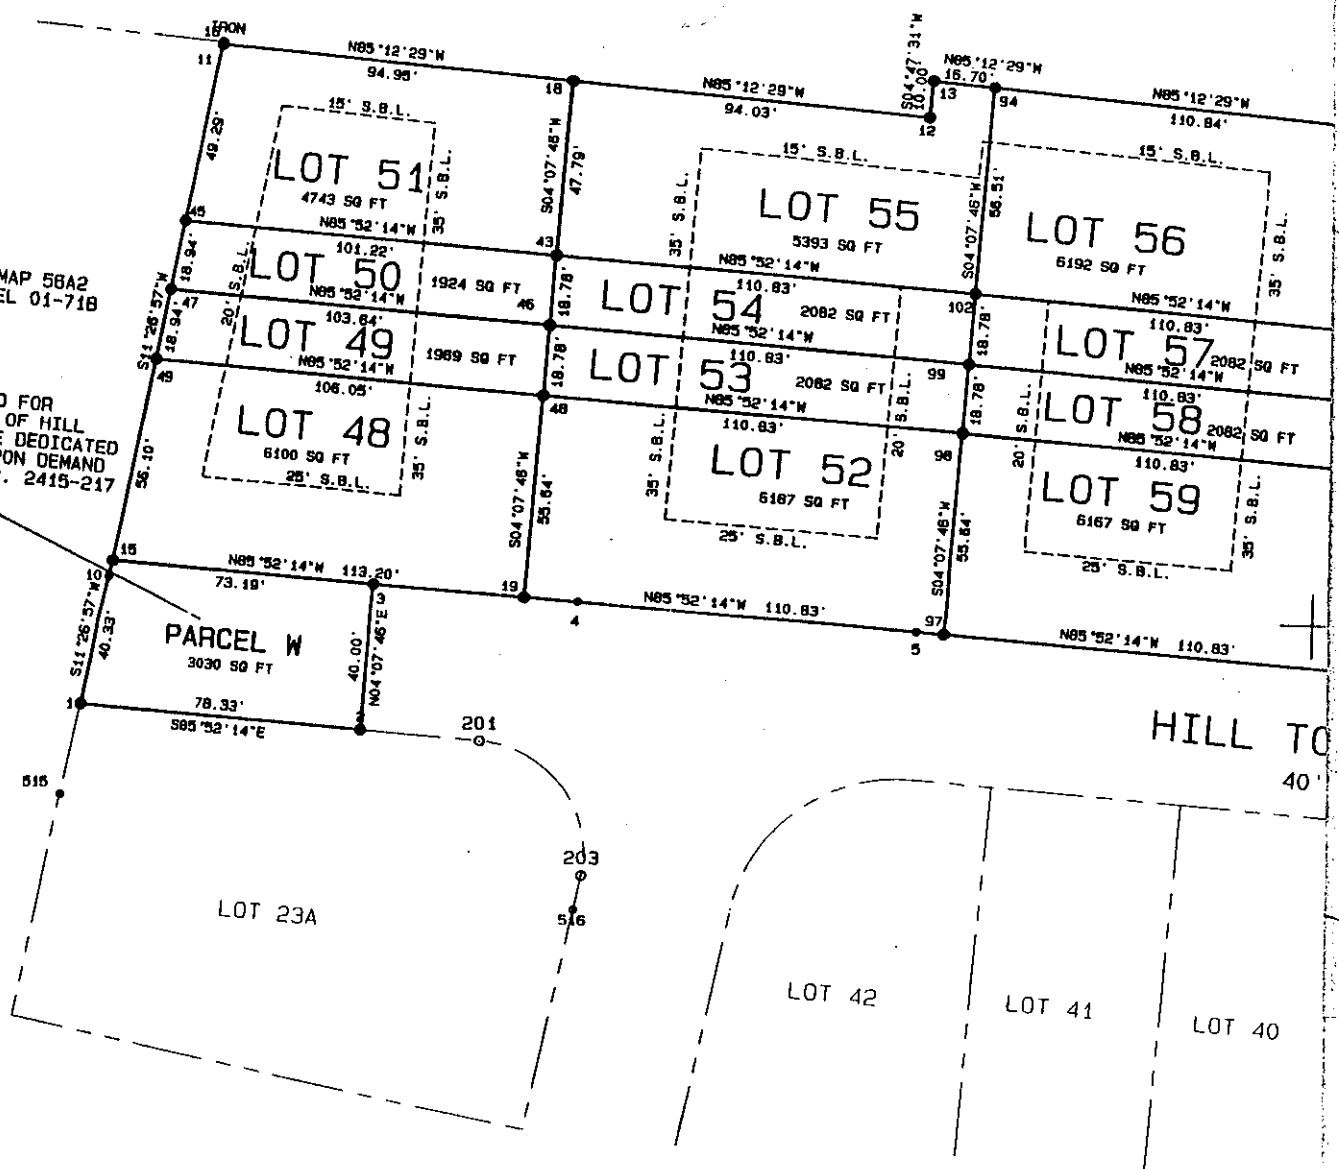 IRON
16
11
N85°12'29"W
94.95'
18
N85°12'29"W
94.03'
S04°47'31"W
10.00'
N85°12'29"W
16.70'
13
12
94
N85°12'29"W
110.84'
49.29'
15' S.B.L.
LOT 51
4743 SQ FT
35' S.B.L.
S04°07'46"W
47.79'
15' S.B.L.
35' S.B.L.
LOT 55
5393 SQ FT
S04°07'46"W
56.51'
15' S.B.L.
LOT 56
6192 SQ FT
35' S.B.L.
45
N85°52'14"W
101.22'
43
N85°52'14"W
110.83'
102
N85°52'14"W
110.83'
MAP 58A2
EL 01-71B
18.94'
20' S.B.L.
LOT 50
1924 SQ FT
18.78'
LOT 54
2082 SQ FT
18.78'
LOT 57
2082 SQ FT
47
N85°52'14"W
103.64'
46
N85°52'14"W
110.83'
99
N85°52'14"W
110.83'
S11°26'57"W
18.94'
LOT 49
1969 SQ FT
18.78'
LOT 53
2082 SQ FT
18.78'
LOT 58
2082 SQ FT
49
N85°52'14"W
106.05'
48
N85°52'14"W
110.83'
98
N85°52'14"W
110.83'
D FOR
OF HILL
E DEDICATED
PON DEMAND
. 2415-217
56.10'
LOT 48
6100 SQ FT
35' S.B.L.
25' S.B.L.
S04°07'46"W
55.64'
35' S.B.L.
LOT 52
6167 SQ FT
20' S.B.L.
25' S.B.L.
S04°07'46"W
55.64'
20' S.B.L.
LOT 59
6167 SQ FT
35' S.B.L.
25' S.B.L.
15
10
N85°52'14"W 113.20'
73.19'
3
19
4
N85°52'14"W 110.83'
5
97
N85°52'14"W 110.83'
S11°26'57"W
40.33'
PARCEL W
3030 SQ FT
40.00'
N04°07'46"E
1
78.33'
S85°52'14"E
2
201
HILL TO
40'
515
203
516
LOT 23A
LOT 42
LOT 41
LOT 40